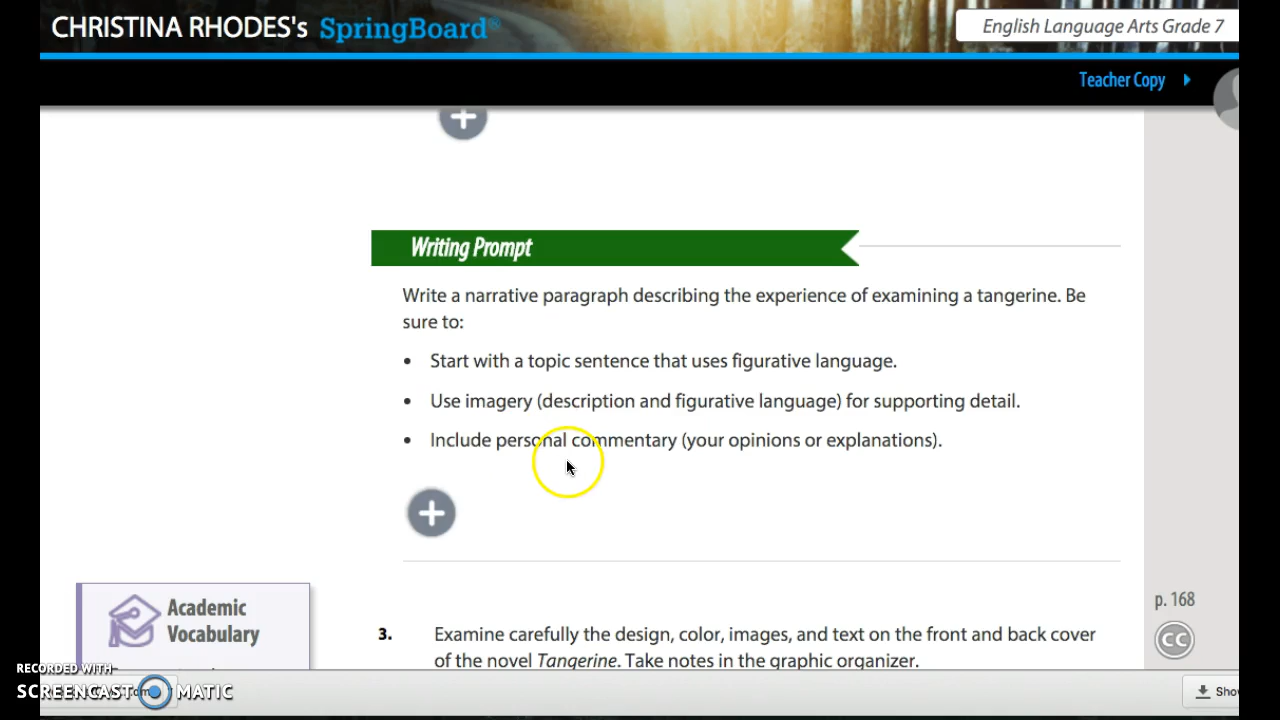 CHRISTINA RHODES's SpringBoard®
English Language Arts Grade 7
Teacher Copy
Writing Prompt
Write a narrative paragraph describing the experience of examining a tangerine. Be
sure to:
• Start with a topic sentence that uses figurative language.
• Use imagery (description and figurative language) for supporting detail.
• Include personal commentary (your opinions or explanations).
Academic
Vocabulary
p. 168
CC
3. Examine carefully the design, color, images, and text on the front and back cover
of the novel Tangerine. Take notes in the graphic organizer.
RECORDED WITH
SCREENCAST MATIC